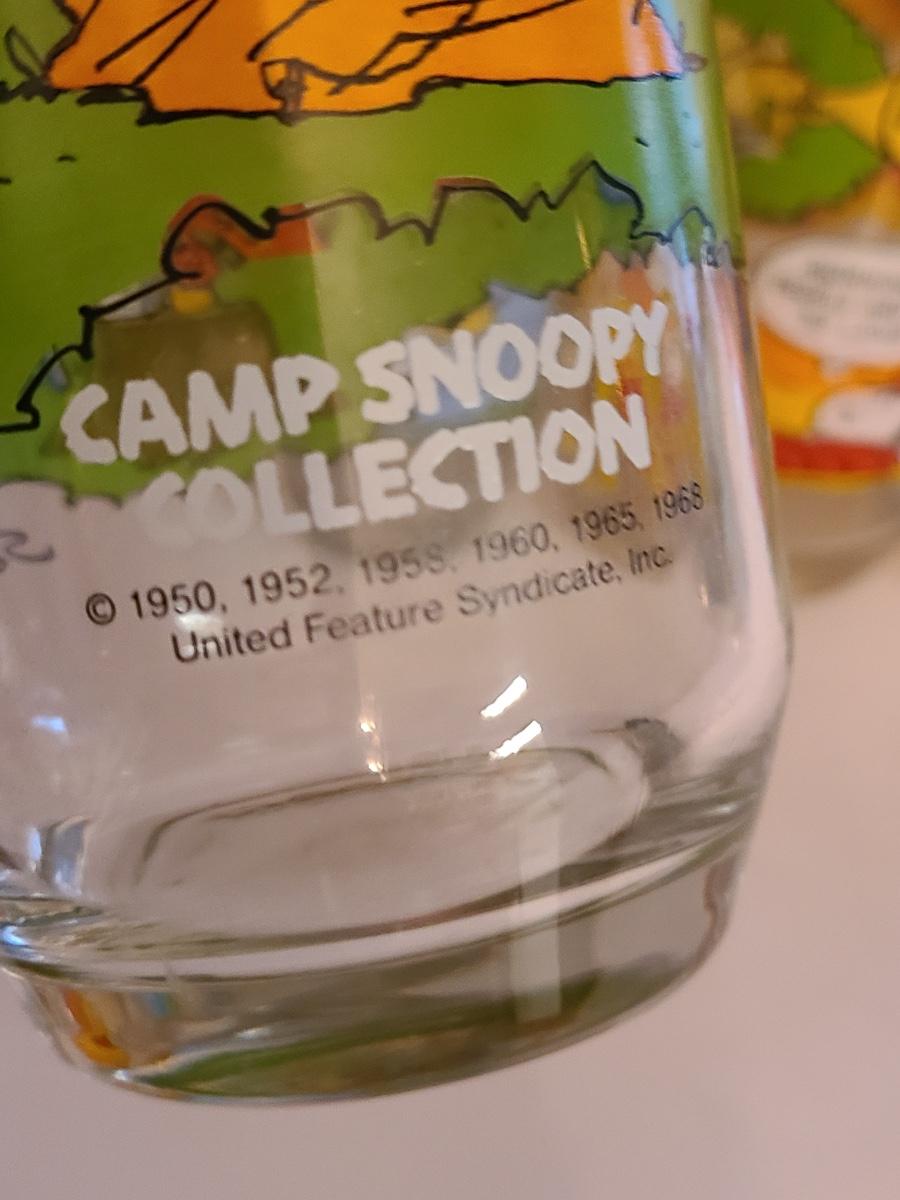 CAMP SNOOPY
COLLECTION
© 1950, 1952, 1958, 1960, 1965, 1968
United Feature Syndicate, Inc.